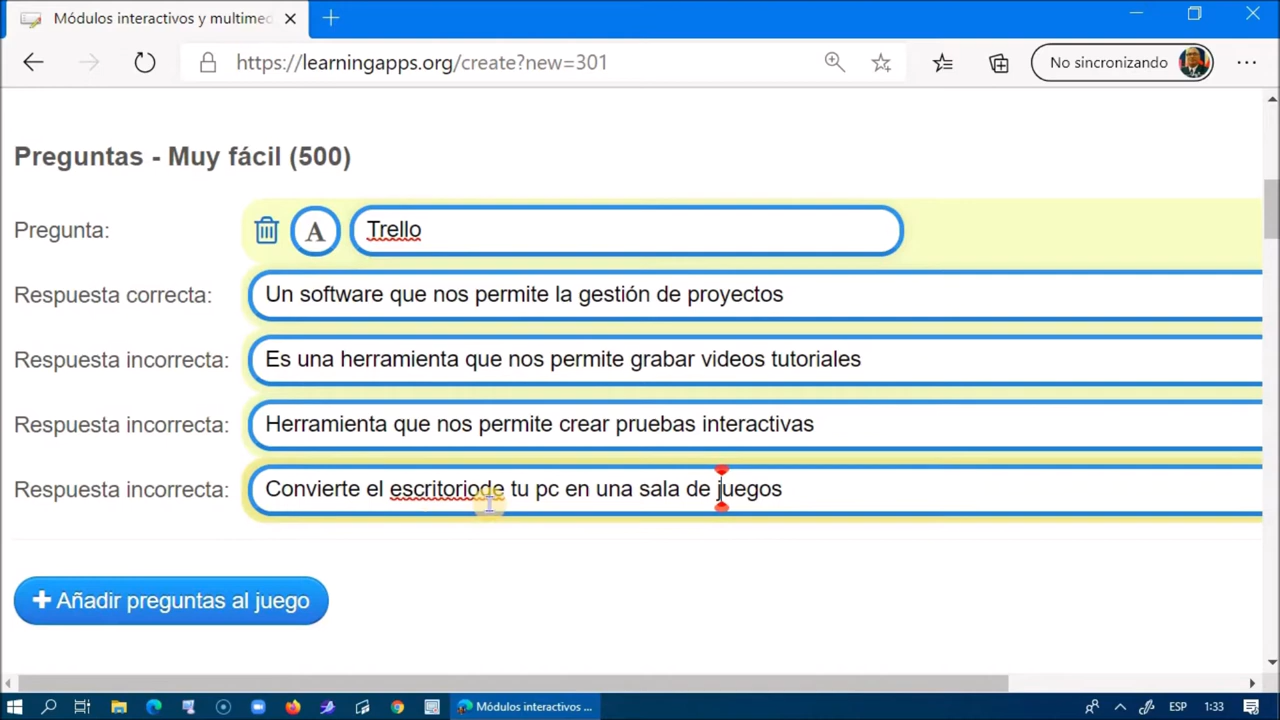 Módulos interactivos y multimed
https://learningapps.org/create?new=301
No sincronizando
Preguntas - Muy fácil (500)
Pregunta:
A
Trello
Respuesta correcta:
Un software que nos permite la gestión de proyectos
Respuesta incorrecta:
Es una herramienta que nos permite grabar videos tutoriales
Respuesta incorrecta:
Herramienta que nos permite crear pruebas interactivas
Respuesta incorrecta:
Convierte el escritoriode tu pc en una sala de juegos
+ Añadir preguntas al juego
Módulos interactivos ...
ESP
1:33